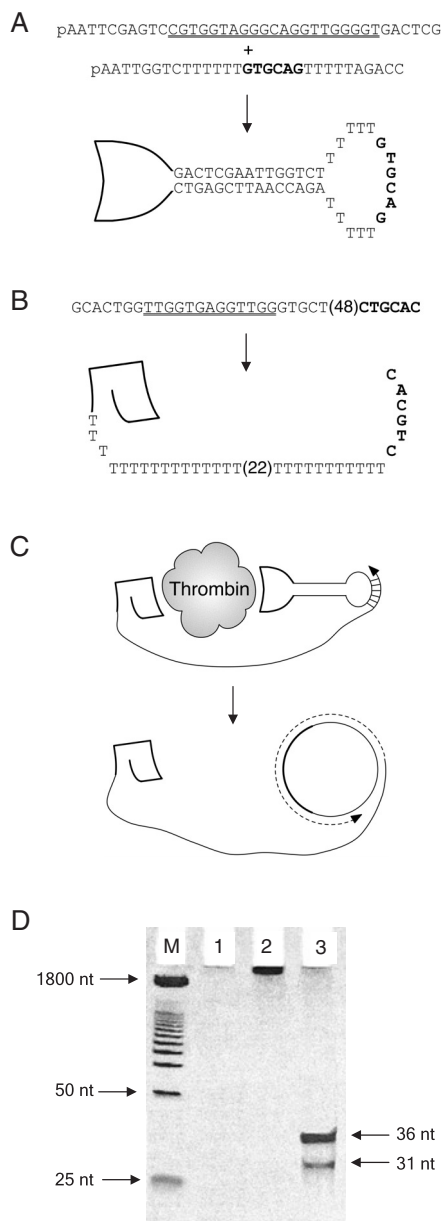 A
pAATTCGAGTCCGTGGTAGGGCAGGTTGGGGTGACTCG
+
pAATTGGTCTTTTTTGTGCAGTTTTTAGACC
TTT
T G
T T
GACTCGAATTGGTCT G
CTGAGCTTAACCAGA C
T A
T G
TTT
B
GCACTGGTTGGTGAGGTTGGGTGCT(48)CTGCAC
C
A
C
G
T
C
T
T
T
TTTTTTTTTTTTT(22)TTTTTTTTTTT
C
Thrombin
D
M 1 2 3
1800 nt
50 nt
36 nt
31 nt
25 nt